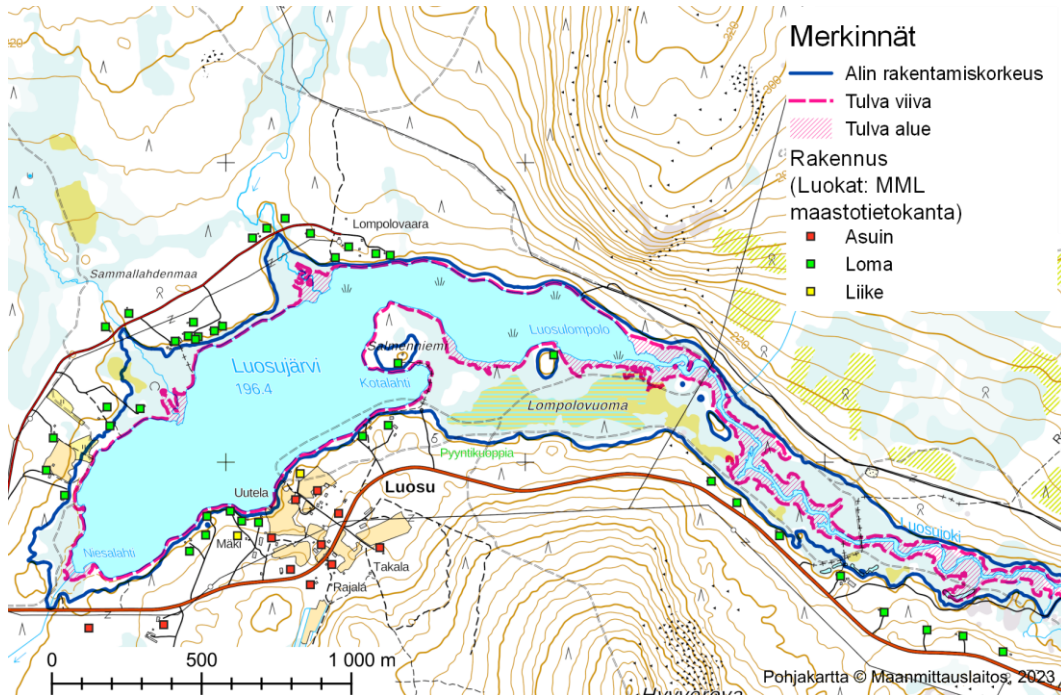 Merkinnät
Alin rakentamiskorkeus
Tulva viiva
Tulva alue
Rakennus
(Luokat: MML
maastotietokanta)
Asuin
Loma
Liike
320
320
Lompolovaara
Sammallahdenmaa
Luosulompolo
Salmenniemi
Luosujärvi
196.4
Kotalahti
Lompolovuoma
Pyyntikuoppia
Luosu
Uutela
Mäki
Luosujoki
Niesalahti
Takala
Rajala
0 500 1 000 m
Pohjakartta © Maanmittauslaitos, 2023